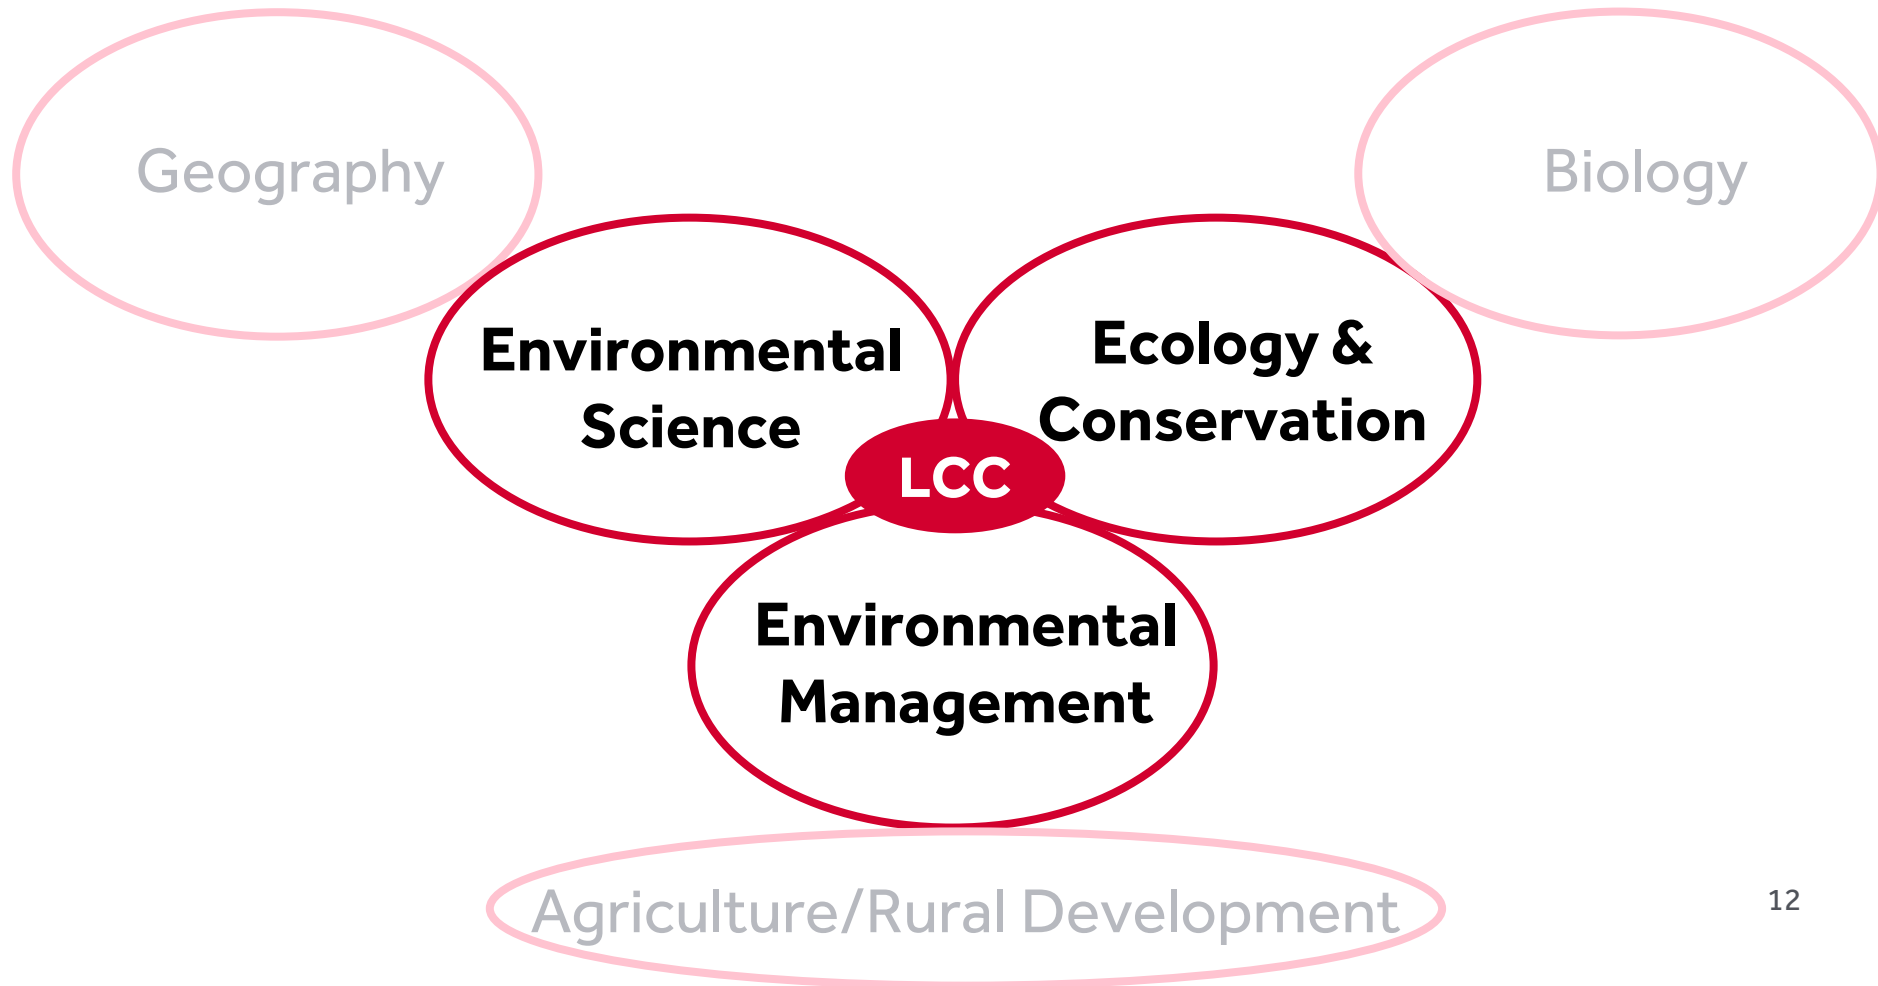 Geography
Biology
Environmental
Science
Ecology &
Conservation
LCC
Environmental
Management
Agriculture/Rural Development
12